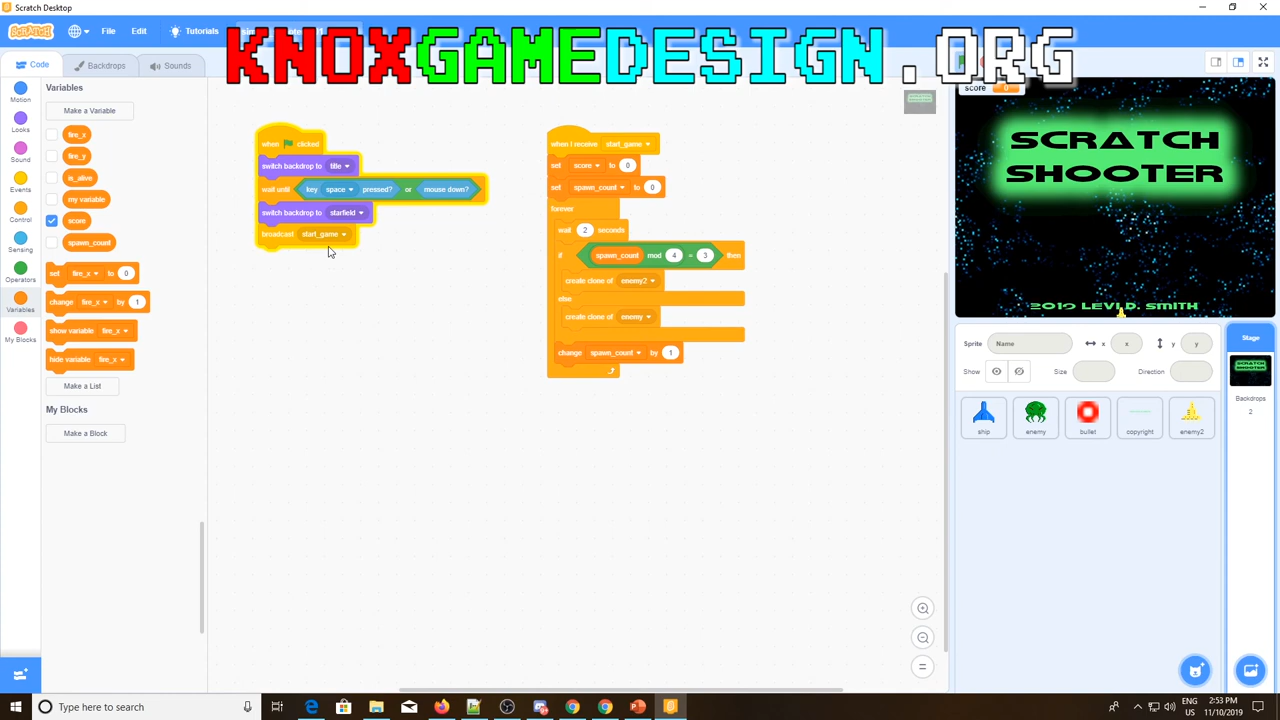 Scratch Desktop
SCRATCH
File
Edit
Tutorials
KNOXGAMEDESIGN.ORG
Code
Backdrops
Sounds
Variables
Make a Variable
fire_x
fire_y
is_alive
my variable
score
spawn_count
set fire_x to 0
change fire_x by 1
show variable fire_x
hide variable fire_x
Make a List
My Blocks
Make a Block
Motion
Looks
Sound
Events
Control
Sensing
Operators
Variables
My Blocks
when clicked
switch backdrop to title
wait until key space pressed? or mouse down?
switch backdrop to starfield
broadcast start_game
when I receive start_game
set score to 0
set spawn_count to 0
forever
wait 2 seconds
if spawn_count mod 4 = 3 then
create clone of enemy2
else
create clone of enemy
change spawn_count by 1
score 0
SCRATCH
SHOOTER
2019 LEVI D. SMITH
Sprite Name x x y y
Show Size Direction
ship
enemy
bullet
copyright
enemy2
Stage
Backdrops
2
Type here to search
ENG
US
2:53 PM
11/10/2019